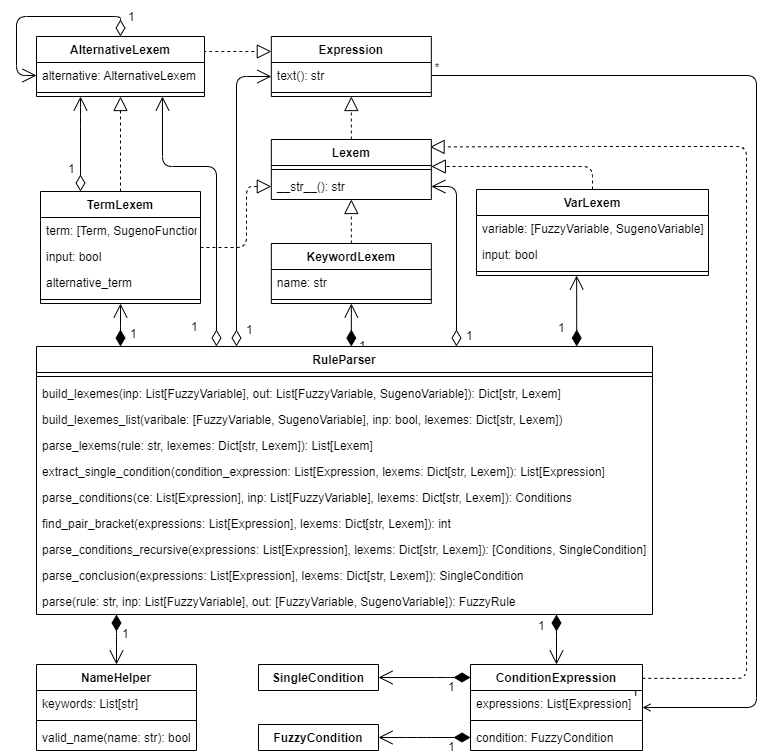 1
AlternativeLexem
alternative: AlternativeLexem
Expression
text(): str
*
Lexem
__str__(): str
1
TermLexem
term: [Term, SugenoFunction
input: bool
alternative_term
KeywordLexem
name: str
VarLexem
variable: [FuzzyVariable, SugenoVariable]
input: bool
1
1
1
1
1
1
RuleParser
build_lexemes(inp: List[FuzzyVariable], out: List[FuzzyVariable, SugenoVariable]): Dict[str, Lexem]
build_lexemes_list(varibale: [FuzzyVariable, SugenoVariable], inp: bool, lexemes: Dict[str, Lexem])
parse_lexems(rule: str, lexemes: Dict[str, Lexem]): List[Lexem]
extract_single_condition(condition_expression: List[Expression, lexems: Dict[str, Lexem]): List[Expression]
parse_conditions(ce: List[Expression], inp: List[FuzzyVariable], lexems: Dict[str, Lexem]): Conditions
find_pair_bracket(expressions: List[Expression], lexems: Dict[str, Lexem]): int
parse_conditions_recursive(expressions: List[Expression], lexems: Dict[str, Lexem]): [Conditions, SingleCondition]
parse_conclusion(expressions: List[Expression], lexems: Dict[str, Lexem]): SingleCondition
parse(rule: str, inp: List[FuzzyVariable], out: [FuzzyVariable, SugenoVariable]): FuzzyRule
1
1
NameHelper
keywords: List[str]
valid_name(name: str): bool
SingleCondition
1
FuzzyCondition
1
ConditionExpression
expressions: List[Expression]
condition: FuzzyCondition